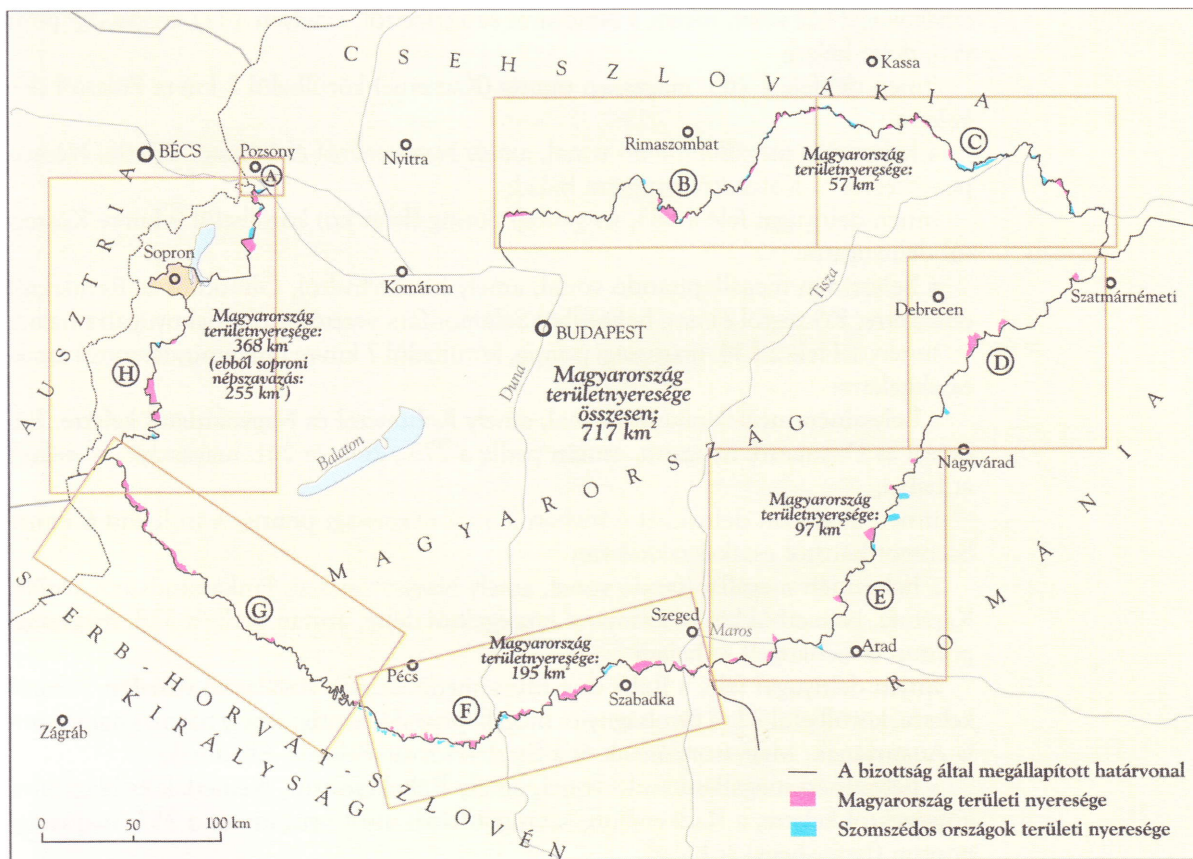 CSEHSZLOVÁKIA
Kassa
BÉCS
Pozsony
A
Nyitra
Rimaszombat
B
C
Magyarország
területnyeresége:
57 km²
AUSZTRIA
Sopron
Komárom
Tisza
Debrecen
Szatmárnémeti
Magyarország
területnyeresége:
368 km²
(ebből soproni
népszavazás:
255 km²)
H
BUDAPEST
Duna
Magyarország
területnyeresége
összesen:
717 km²
D
Balaton
MAGYARORSZÁG
Nagyvárad
ROMÁNIA
Magyarország
területnyeresége:
97 km²
E
G
Szeged
Maros
Arad
Pécs
Magyarország
területnyeresége:
195 km²
Szabadka
F
Zágráb
SZERB-HORVÁT-SZLOVÉN
KIRÁLYSÁG
0 50 100 km
A bizottság által megállapított határvonal
Magyarország területi nyeresége
Szomszédos országok területi nyeresége